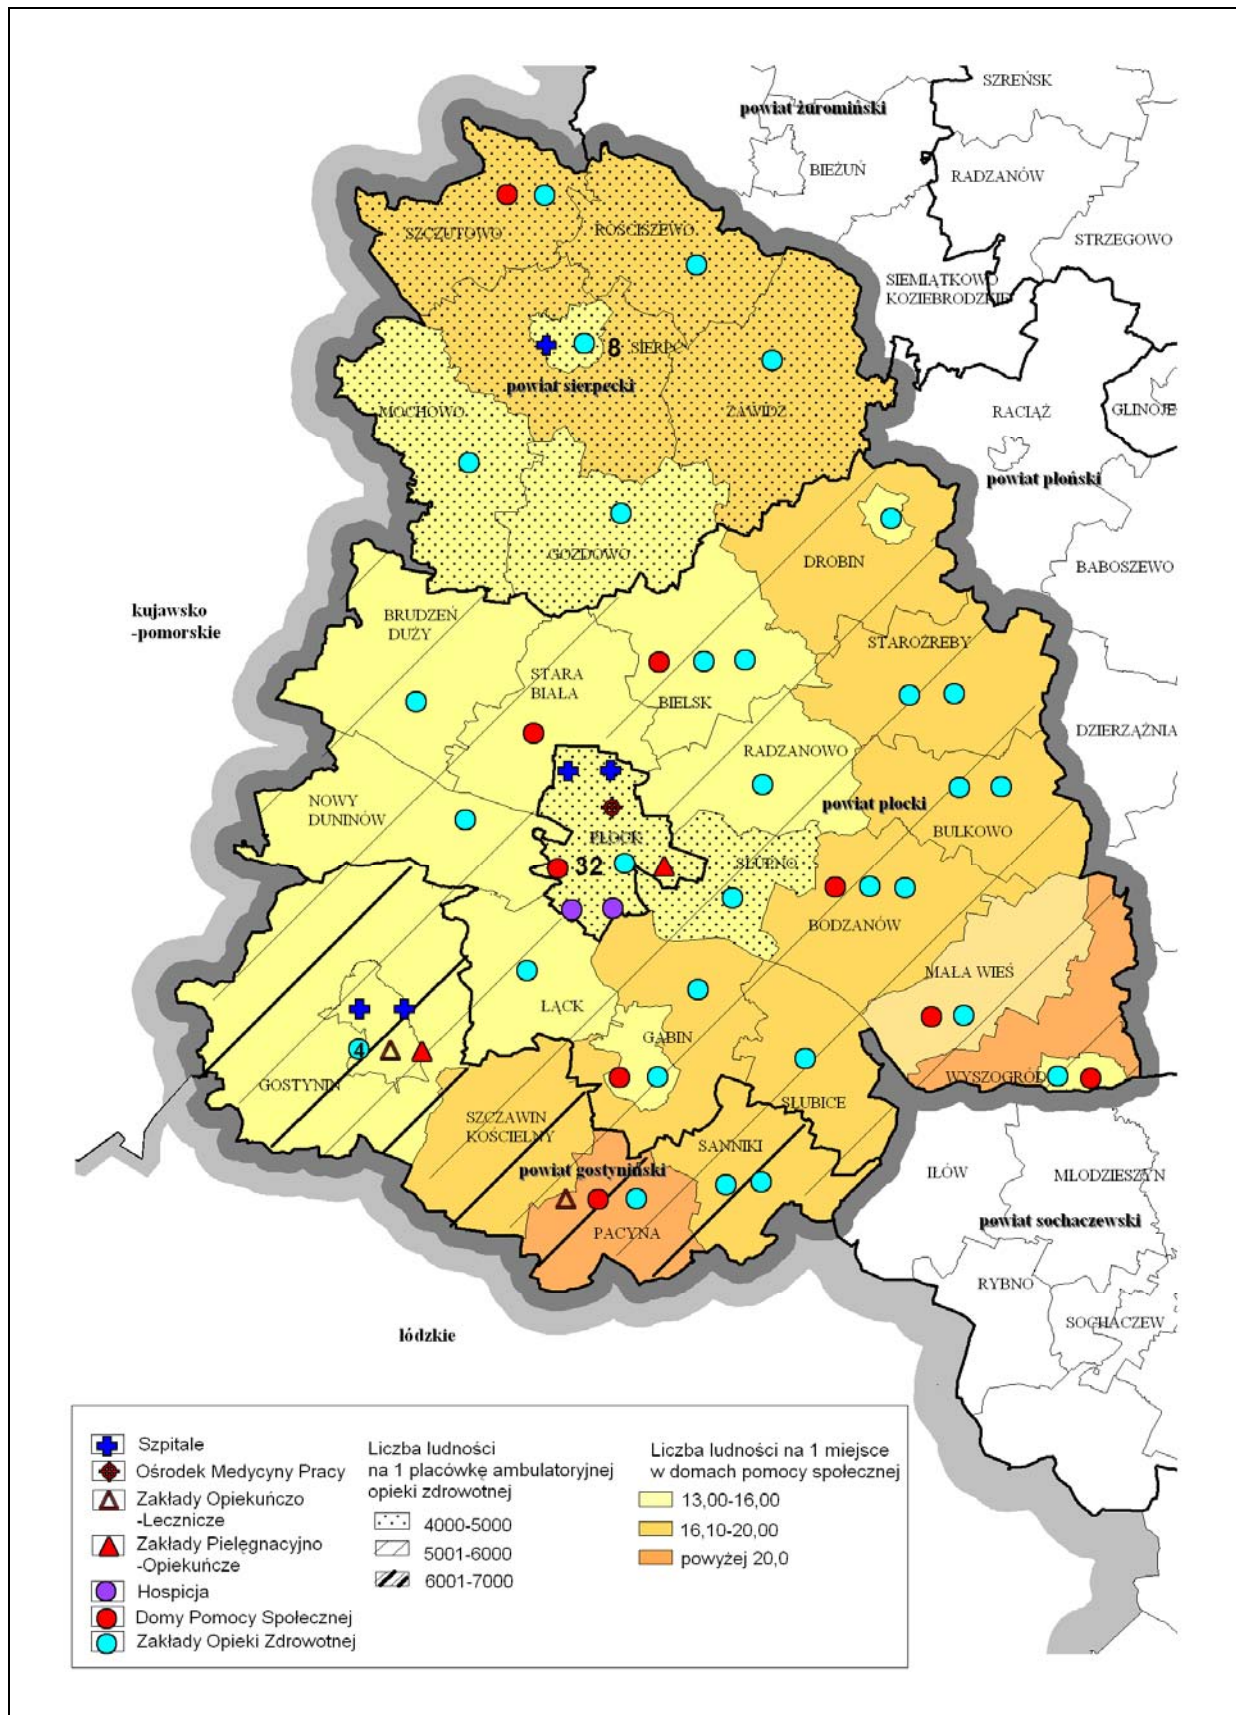 SZREŃSK
powiat żuromiński
BIEŻUŃ
RADZANÓW
SZCZUTOWO
ROŚCISZEWO
STRZEGOWO
SIEMIĄTKOWO
KOZIEBRODZKIE
8
SIERPC
powiat sierpecki
MOCHOWO
ZAWIDZ
RACIĄŻ
GLINOJE
powiat płoński
GOZDOWO
DROBIN
BABOSZEWO
kujawsko
-pomorskie
BRUDZEŃ
DUŻY
STAROŹREBY
STARA
BIAŁA
BIELSK
DZIERZĄŻNIA
RADZANOWO
NOWY
DUNINÓW
powiat płocki
BULKOWO
PŁOCK
32
SŁUPNO
BODZANÓW
MAŁA WIEŚ
ŁĄCK
GĄBIN
4
GOSTYNIN
WYSZOGRÓD
SŁUBICE
SZCZAWIN
KOŚCIELNY
SANNIKI
powiat gostyniński
PACYNA
IŁÓW
MŁODZIESZYN
powiat sochaczewski
RYBNO
SOCHACZEW
łódzkie
Szpitale
Ośrodek Medycyny Pracy
Zakłady Opiekuńczo
-Lecznicze
Zakłady Pielęgnacyjno
-Opiekuńcze
Hospicja
Domy Pomocy Społecznej
Zakłady Opieki Zdrowotnej
Liczba ludności
na 1 placówkę ambulatoryjnej
opieki zdrowotnej
4000-5000
5001-6000
6001-7000
Liczba ludności na 1 miejsce
w domach pomocy społecznej
13,00-16,00
16,10-20,00
powyżej 20,0